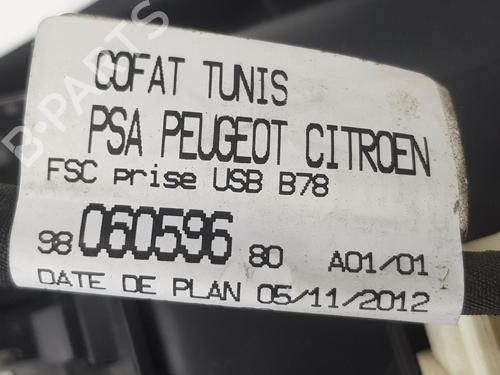 COFAT TUNIS
PSA PEUGEOT CITROEN
FSC prise USB B78
98 060596 80 A01/01
DATE DE PLAN 05/11/2012
B-PARTS